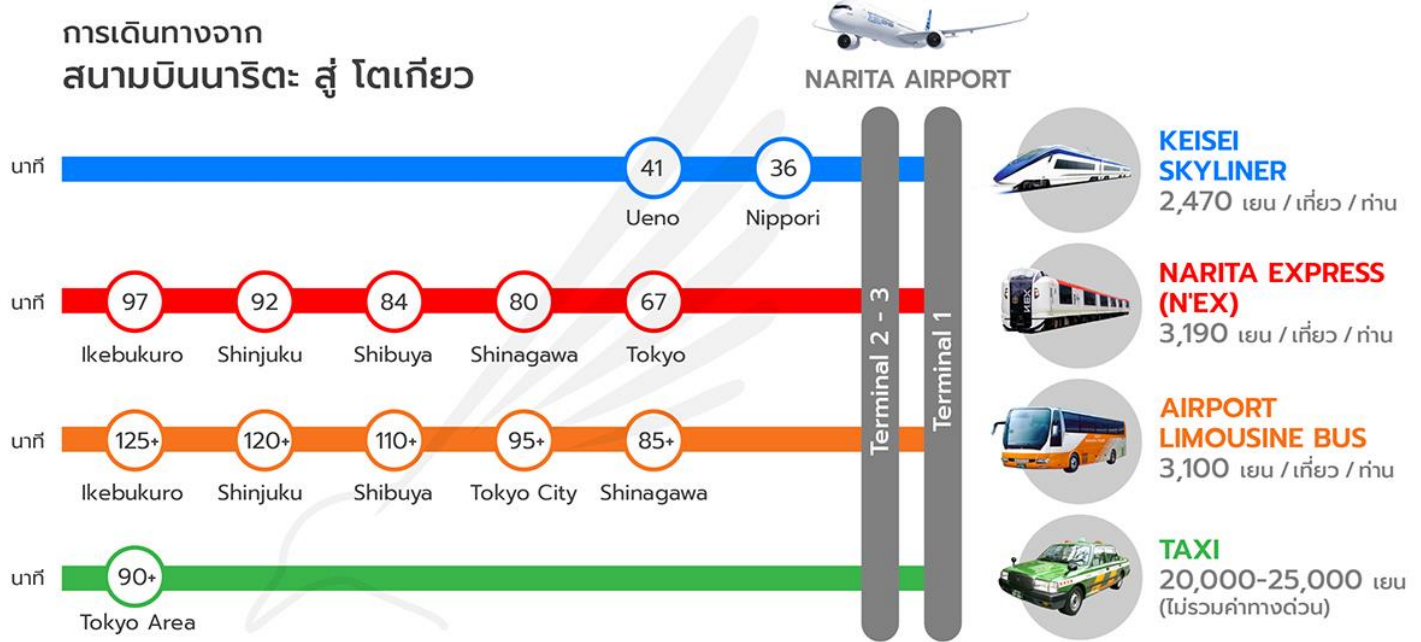 การเดินทางจาก
สนามบินนาริตะ สู่ โตเกียว
NARITA AIRPORT
นาที
41
36
Ueno
Nippori
KEISEI
SKYLINER
2,470 เยน / เที่ยว / ท่าน
นาที
97
92
84
80
67
Ikebukuro
Shinjuku
Shibuya
Shinagawa
Tokyo
NARITA EXPRESS
(N'EX)
3,190 เยน / เที่ยว / ท่าน
นาที
125+
120+
110+
95+
85+
Ikebukuro
Shinjuku
Shibuya
Tokyo City
Shinagawa
Terminal 2 - 3
Terminal 1
AIRPORT
LIMOUSINE BUS
3,100 เยน / เที่ยว / ท่าน
นาที
90+
Tokyo Area
TAXI
20,000-25,000 เยน
(ไม่รวมค่าทางด่วน)